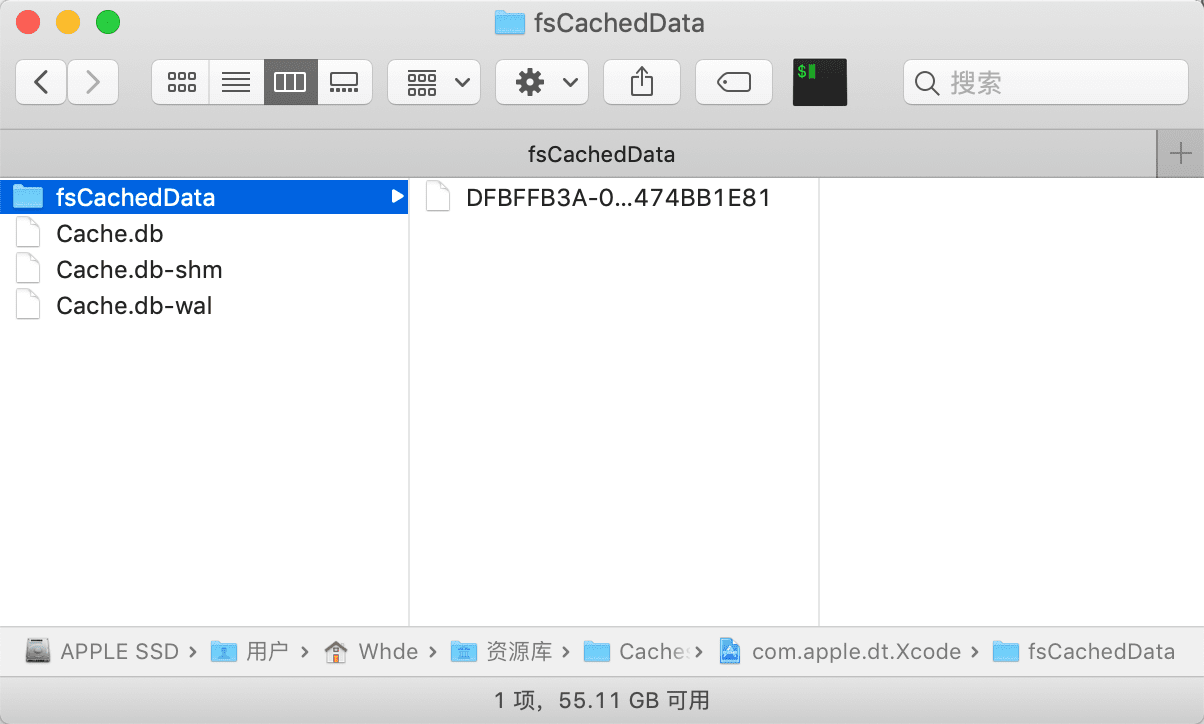 fsCachedData
$
搜索
fsCachedData
fsCachedData
DFBFFB3A-0...474BB1E81
Cache.db
Cache.db-shm
Cache.db-wal
APPLE SSD › 用户 › Whde › 资源库 › Caches › com.apple.dt.Xcode › fsCachedData
1 项，55.11 GB 可用